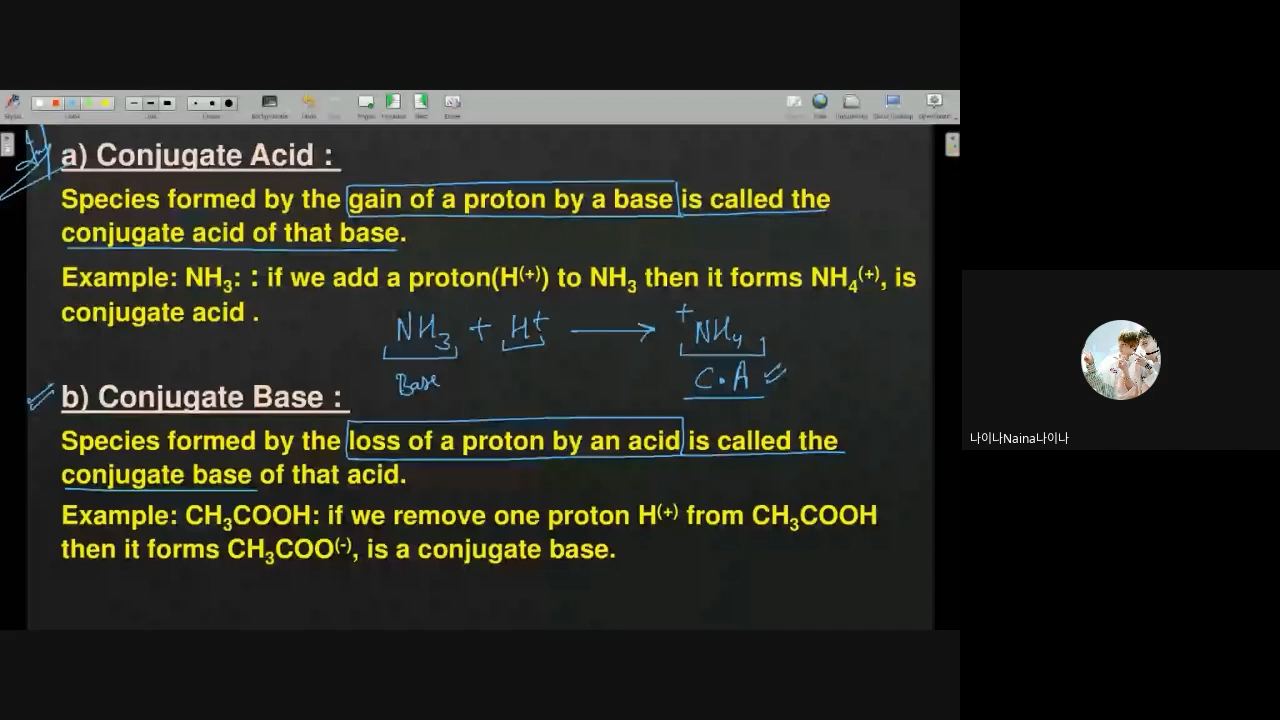 a) Conjugate Acid :
Species formed by the gain of a proton by a base is called the
conjugate acid of that base.
Example: NH₃: : if we add a proton(H⁽⁺⁾) to NH₃ then it forms NH₄⁽⁺⁾, is
conjugate acid .
NH₃ + H⁺ ⟶ ⁺NH₄
Base C.A
b) Conjugate Base :
Species formed by the loss of a proton by an acid is called the
conjugate base of that acid.
Example: CH₃COOH: if we remove one proton H⁽⁺⁾ from CH₃COOH
then it forms CH₃COO⁽⁻⁾, is a conjugate base.
나이나Naina나이나